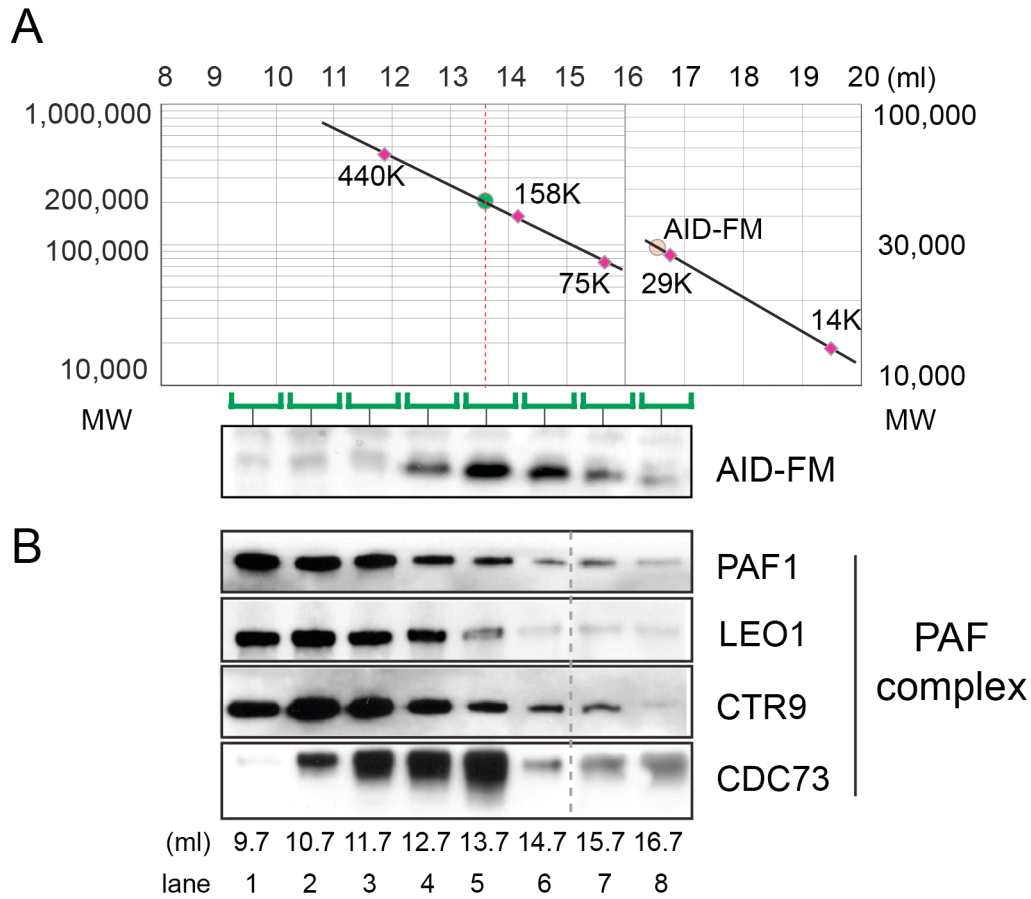 A
8 9 10 11 12 13 14 15 16 17 18 19 20 (ml)
1,000,000 100,000
440K 158K
200,000
AID-FM
100,000 30,000
75K 29K
14K
10,000 10,000
MW MW
AID-FM
B
PAF1
LEO1
PAF
complex
CTR9
CDC73
(ml) 9.7 10.7 11.7 12.7 13.7 14.7 15.7 16.7
lane 1 2 3 4 5 6 7 8